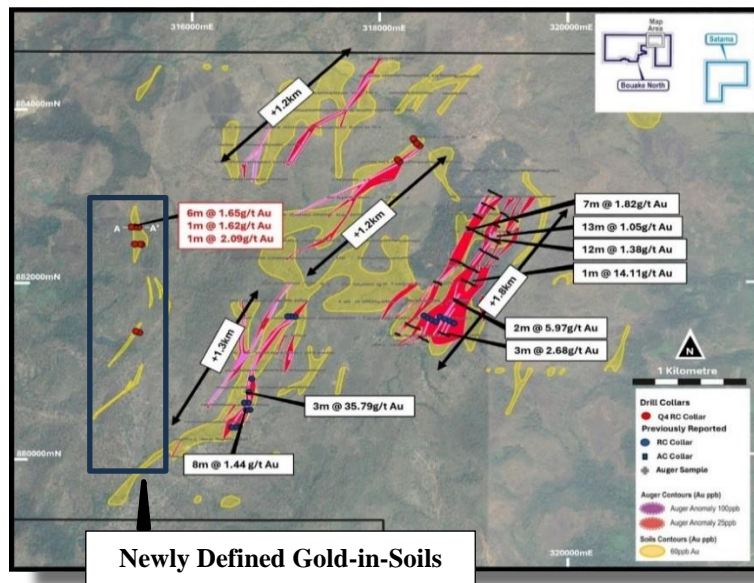 316000mE
318000mE
320000mE
Map
Area
Satama
Bouake North
884000mN
+1.2km
6m @ 1.65g/t Au
1m @ 1.62g/t Au
1m @ 2.09g/t Au
A
A'
+1.2km
7m @ 1.82g/t Au
13m @ 1.05g/t Au
12m @ 1.38g/t Au
1m @ 14.11g/t Au
882000mN
+1.8km
2m @ 5.97g/t Au
3m @ 2.68g/t Au
+1.3km
N
1 Kilometre
3m @ 35.79g/t Au
8m @ 1.44 g/t Au
880000mN
Drill Collars
Q4 RC Collar
Previously Reported
RC Collar
AC Collar
Auger Sample
Auger Contours (Au ppb)
Auger Anomaly 100ppb
Auger Anomaly 25ppb
Soils Contours (Au ppb)
60ppb Au
320000mE
Newly Defined Gold-in-Soils